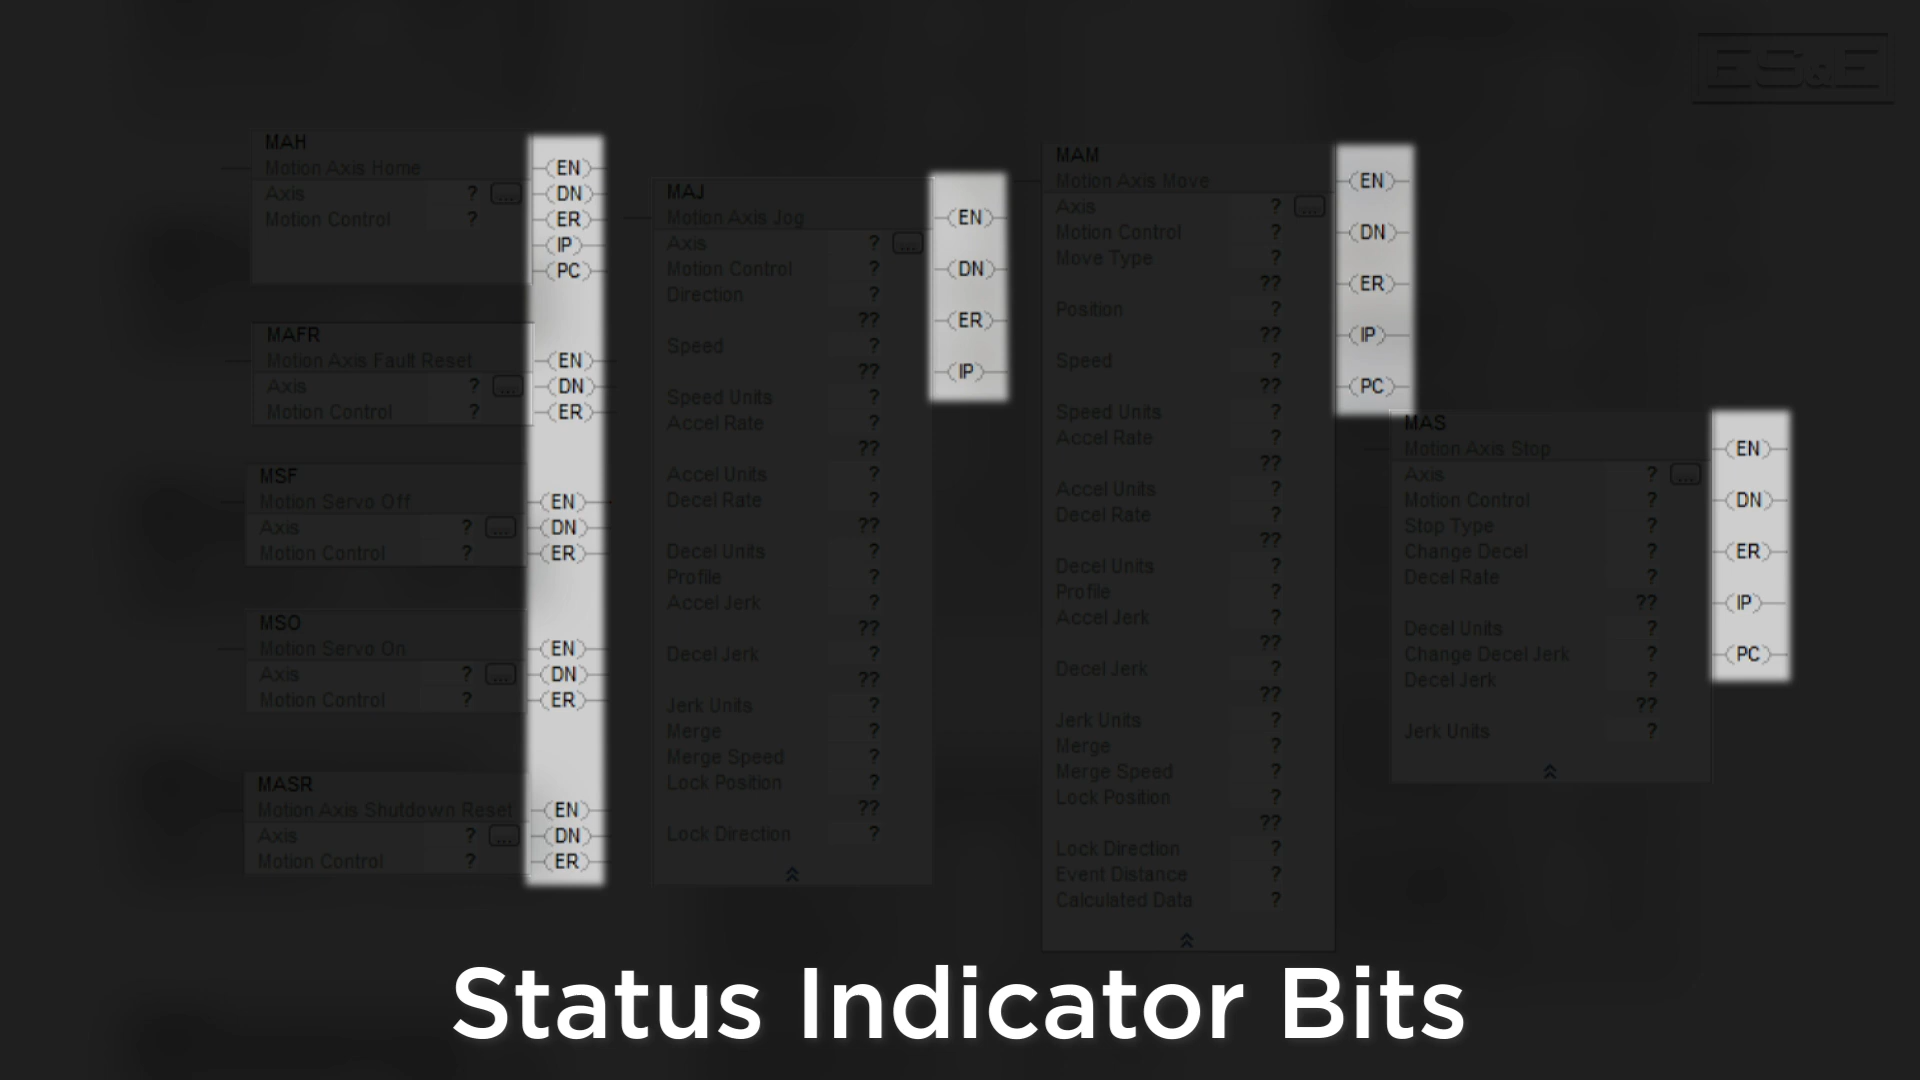 ES&E
MAH
Motion Axis Home
Axis ? ...
Motion Control ?
EN
DN
ER
IP
PC
MAFR
Motion Axis Fault Reset
Axis ? ...
Motion Control ?
EN
DN
ER
MSF
Motion Servo Off
Axis ? ...
Motion Control ?
EN
DN
ER
MSO
Motion Servo On
Axis ? ...
Motion Control ?
EN
DN
ER
MASR
Motion Axis Shutdown Reset
Axis ? ...
Motion Control ?
EN
DN
ER
MAJ
Motion Axis Jog
Axis ? ...
Motion Control ?
Direction ?
??
Speed ?
??
Speed Units ?
Accel Rate ?
??
Accel Units ?
Decel Rate ?
??
Decel Units ?
Profile ?
Accel Jerk ?
??
Decel Jerk ?
??
Jerk Units ?
Merge ?
Merge Speed ?
Lock Position ?
??
Lock Direction ?
EN
DN
ER
IP
MAM
Motion Axis Move
Axis ? ...
Motion Control ?
Move Type ?
??
Position ?
??
Speed ?
??
Speed Units ?
Accel Rate ?
??
Accel Units ?
Decel Rate ?
??
Decel Units ?
Profile ?
Accel Jerk ?
??
Decel Jerk ?
??
Jerk Units ?
Merge ?
Merge Speed ?
Lock Position ?
??
Lock Direction ?
Event Distance ?
Calculated Data ?
EN
DN
ER
IP
PC
MAS
Motion Axis Stop
Axis ? ...
Motion Control ?
Stop Type ?
Change Decel ?
Decel Rate ?
??
Decel Units ?
Change Decel Jerk ?
Decel Jerk ?
??
Jerk Units ?
EN
DN
ER
IP
PC
Status Indicator Bits